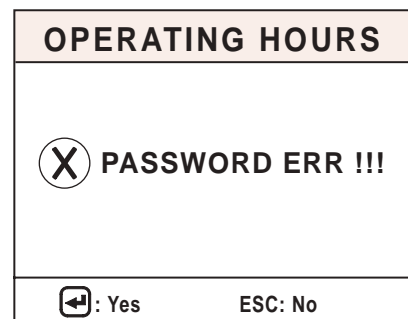 OPERATING HOURS
X PASSWORD ERR !!!
: Yes ESC: No